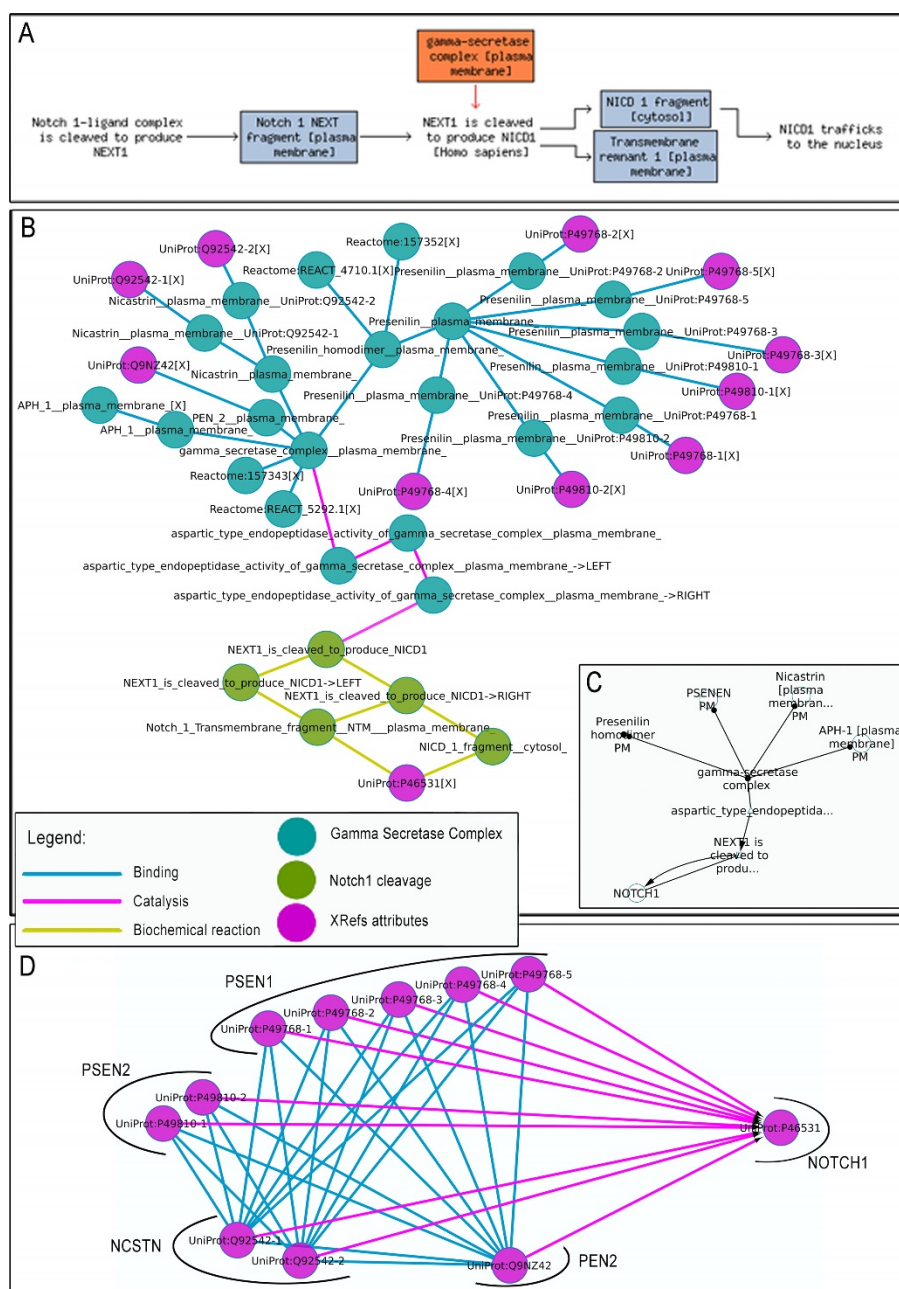 A
gamma-secretase
complex [plasma
membrane]
Notch 1-ligand complex
is cleaved to produce
NEXT1
Notch 1 NEXT
fragment [plasma
membrane]
NEXT1 is cleaved
to produce NICD1
[Homo sapiens]
NICD 1 fragment
[cytosol]
Transmembrane
remnant 1 [plasma
membrane]
NICD1 traffics
to the nucleus
B
UniProt:P49768-2[X]
UniProt:Q92542-2[X]
Reactome:157352[X]
Reactome:REACT_4710.1[X]
Presenilin__plasma_membrane__UniProt:P49768-2
UniProt:P49768-5[X]
UniProt:Q92542-1[X]
Nicastrin__plasma_membrane__UniProt:Q92542-2
Presenilin__plasma_membrane__UniProt:P49768-5
Presenilin__plasma_membrane_
Nicastrin__plasma_membrane__UniProt:Q92542-1
Presenilin__plasma_membrane__UniProt:P49768-3
Presenilin_homodimer__plasma_membrane_
UniProt:P49768-3[X]
UniProt:Q9NZ42[X]
Nicastrin__plasma_membrane_
Presenilin__plasma_membrane__UniProt:P49810-1
UniProt:P49810-1[X]
Presenilin__plasma_membrane__UniProt:P49768-4
APH_1__plasma_membrane_[X]
PEN_2__plasma_membrane_
Presenilin__plasma_membrane__UniProt:P49768-1
APH_1__plasma_membrane_
Presenilin__plasma_membrane__UniProt:P49810-2
gamma_secretase_complex__plasma_membrane_
UniProt:P49768-1[X]
Reactome:157343[X]
UniProt:P49768-4[X]
UniProt:P49810-2[X]
Reactome:REACT_5292.1[X]
aspartic_type_endopeptidase_activity_of_gamma_secretase_complex__plasma_membrane_
aspartic_type_endopeptidase_activity_of_gamma_secretase_complex__plasma_membrane_->LEFT
aspartic_type_endopeptidase_activity_of_gamma_secretase_complex__plasma_membrane_->RIGHT
NEXT1_is_cleaved_to_produce_NICD1
NEXT1_is_cleaved_to_produce_NICD1->LEFT
NEXT1_is_cleaved_to_produce_NICD1->RIGHT
Notch_1_Transmembrane_fragment__NTM___plasma_membrane_
NICD_1_fragment__cytosol_
UniProt:P46531[X]
C
PSENEN
PM
Nicastrin
[plasma
membran...
PM
Presenilin
homodimer
PM
APH-1 [plasma
membrane]
PM
gamma-secretase
complex
aspartic_type_endopeptida...
NEXT1 is
cleaved to
produ...
NOTCH1
Legend:
Binding
Catalysis
Biochemical reaction
Gamma Secretase Complex
Notch1 cleavage
XRefs attributes
D
PSEN1
UniProt:P49768-5
UniProt:P49768-4
UniProt:P49768-3
UniProt:P49768-2
UniProt:P49768-1
PSEN2
UniProt:P49810-2
UniProt:P49810-1
UniProt:P46531
NOTCH1
NCSTN
UniProt:Q92542-1
UniProt:Q92542-2
UniProt:Q9NZ42
PEN2